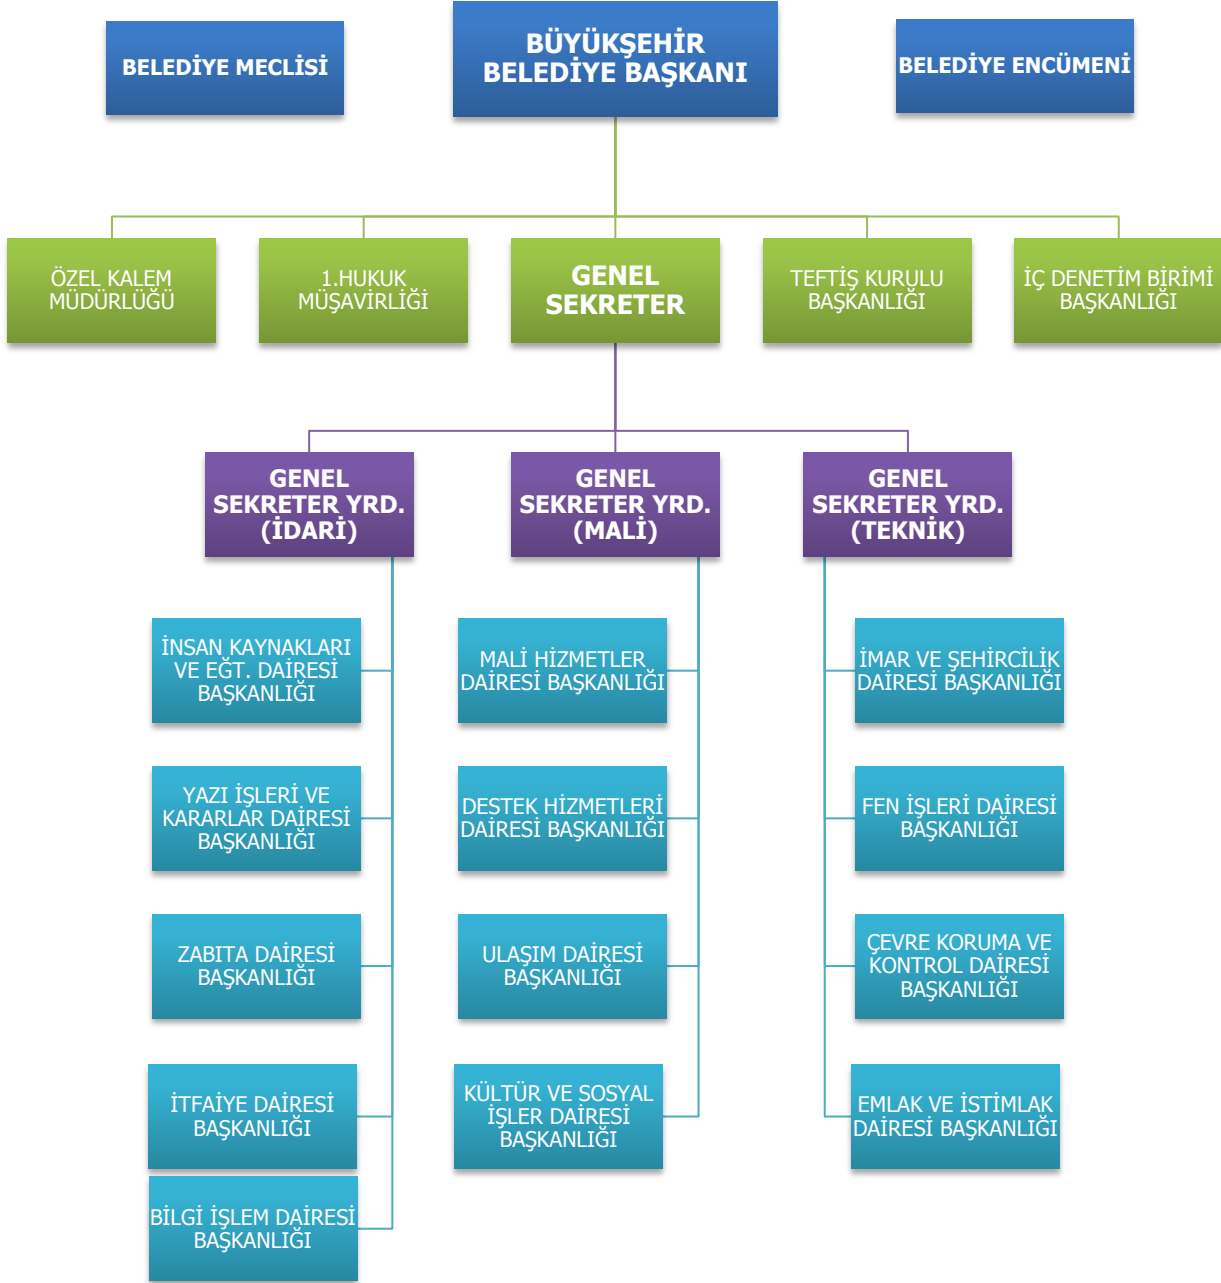 BELEDİYE MECLİSİ
BÜYÜKŞEHİR
BELEDİYE BAŞKANI
BELEDİYE ENCÜMENİ
ÖZEL KALEM
MÜDÜRLÜĞÜ
1.HUKUK
MÜŞAVİRLİĞİ
GENEL
SEKRETER
TEFTİŞ KURULU
BAŞKANLIĞI
İÇ DENETİM BİRİMİ
BAŞKANLIĞI
GENEL
SEKRETER YRD.
(İDARİ)
GENEL
SEKRETER YRD.
(MALİ)
GENEL
SEKRETER YRD.
(TEKNİK)
İNSAN KAYNAKLARI
VE EĞT. DAİRESİ
BAŞKANLIĞI
MALİ HİZMETLER
DAİRESİ BAŞKANLIĞI
İMAR VE ŞEHİRCİLİK
DAİRESİ BAŞKANLIĞI
YAZI İŞLERİ VE
KARARLAR DAİRESİ
BAŞKANLIĞI
DESTEK HİZMETLERİ
DAİRESİ BAŞKANLIĞI
FEN İŞLERİ DAİRESİ
BAŞKANLIĞI
ZABITA DAİRESİ
BAŞKANLIĞI
ULAŞIM DAİRESİ
BAŞKANLIĞI
ÇEVRE KORUMA VE
KONTROL DAİRESİ
BAŞKANLIĞI
İTFAİYE DAİRESİ
BAŞKANLIĞI
KÜLTÜR VE SOSYAL
İŞLER DAİRESİ
BAŞKANLIĞI
EMLAK VE İSTİMLAK
DAİRESİ BAŞKANLIĞI
BİLGİ İŞLEM DAİRESİ
BAŞKANLIĞI